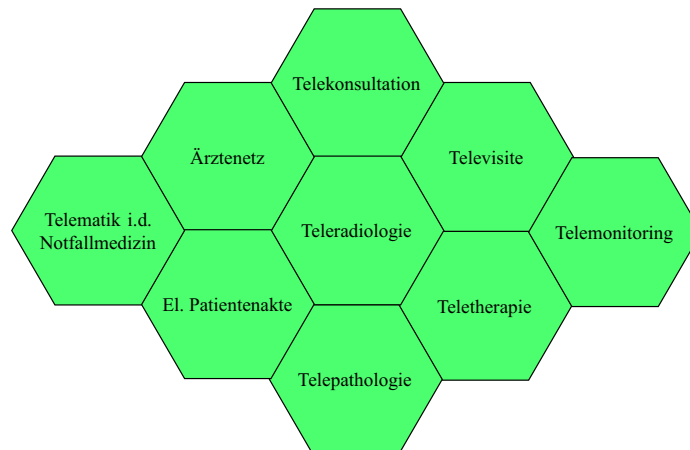 Telekonsultation
Ärztenetz
Televisite
Telematik i.d.
Notfallmedizin
Teleradiologie
Telemonitoring
El. Patientenakte
Teletherapie
Telepathologie